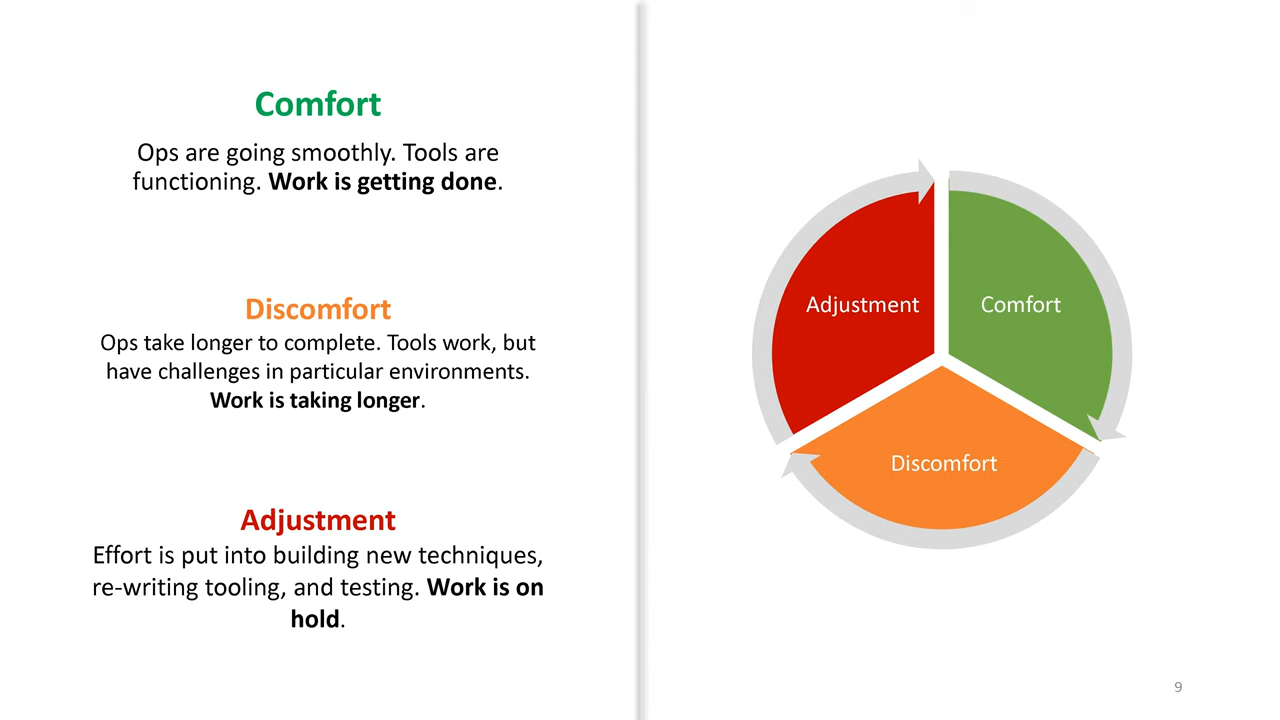 Comfort
Ops are going smoothly. Tools are
functioning. Work is getting done.
Discomfort
Ops take longer to complete. Tools work, but
have challenges in particular environments.
Work is taking longer.
Adjustment
Effort is put into building new techniques,
re-writing tooling, and testing. Work is on
hold.
Adjustment
Comfort
Discomfort
9